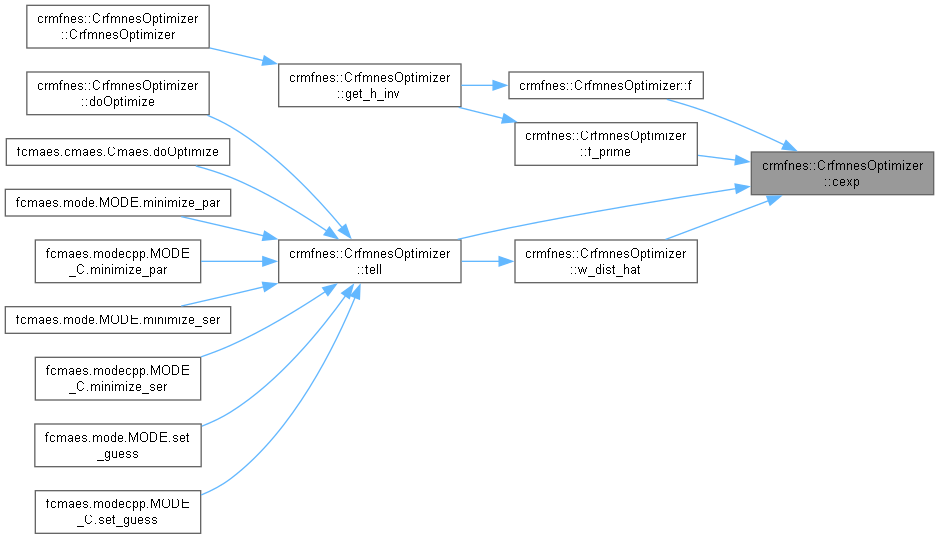 crmfnes::CrfmnesOptimizer
::CrfmnesOptimizer
crmfnes::CrfmnesOptimizer
::doOptimize
fcmaes.cmaes.Cmaes.doOptimize
fcmaes.mode.MODE.minimize_par
fcmaes.modecpp.MODE
_C.minimize_par
fcmaes.mode.MODE.minimize_ser
fcmaes.modecpp.MODE
_C.minimize_ser
fcmaes.mode.MODE.set
_guess
fcmaes.modecpp.MODE
_C.set_guess
crmfnes::CrfmnesOptimizer
::get_h_inv
crmfnes::CrfmnesOptimizer
::tell
crmfnes::CrfmnesOptimizer::f
crmfnes::CrfmnesOptimizer
::f_prime
crmfnes::CrfmnesOptimizer
::w_dist_hat
crmfnes::CrfmnesOptimizer
::cexp